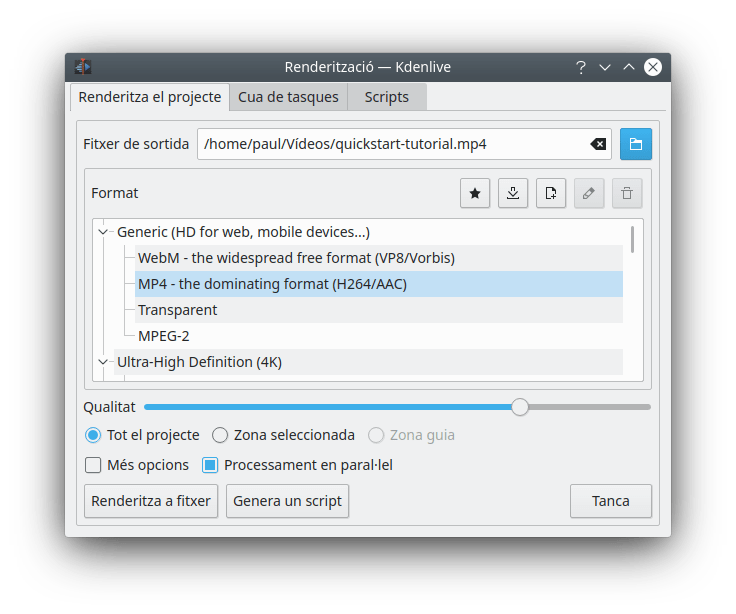 Renderització — Kdenlive
Renderitza el projecte Cua de tasques Scripts
Fitxer de sortida /home/paul/Vídeos/quickstart-tutorial.mp4
Format
Generic (HD for web, mobile devices...)
WebM - the widespread free format (VP8/Vorbis)
MP4 - the dominating format (H264/AAC)
Transparent
MPEG-2
Ultra-High Definition (4K)
Qualitat
Tot el projecte Zona seleccionada Zona guia
Més opcions Processament en paral·lel
Renderitza a fitxer Genera un script Tanca